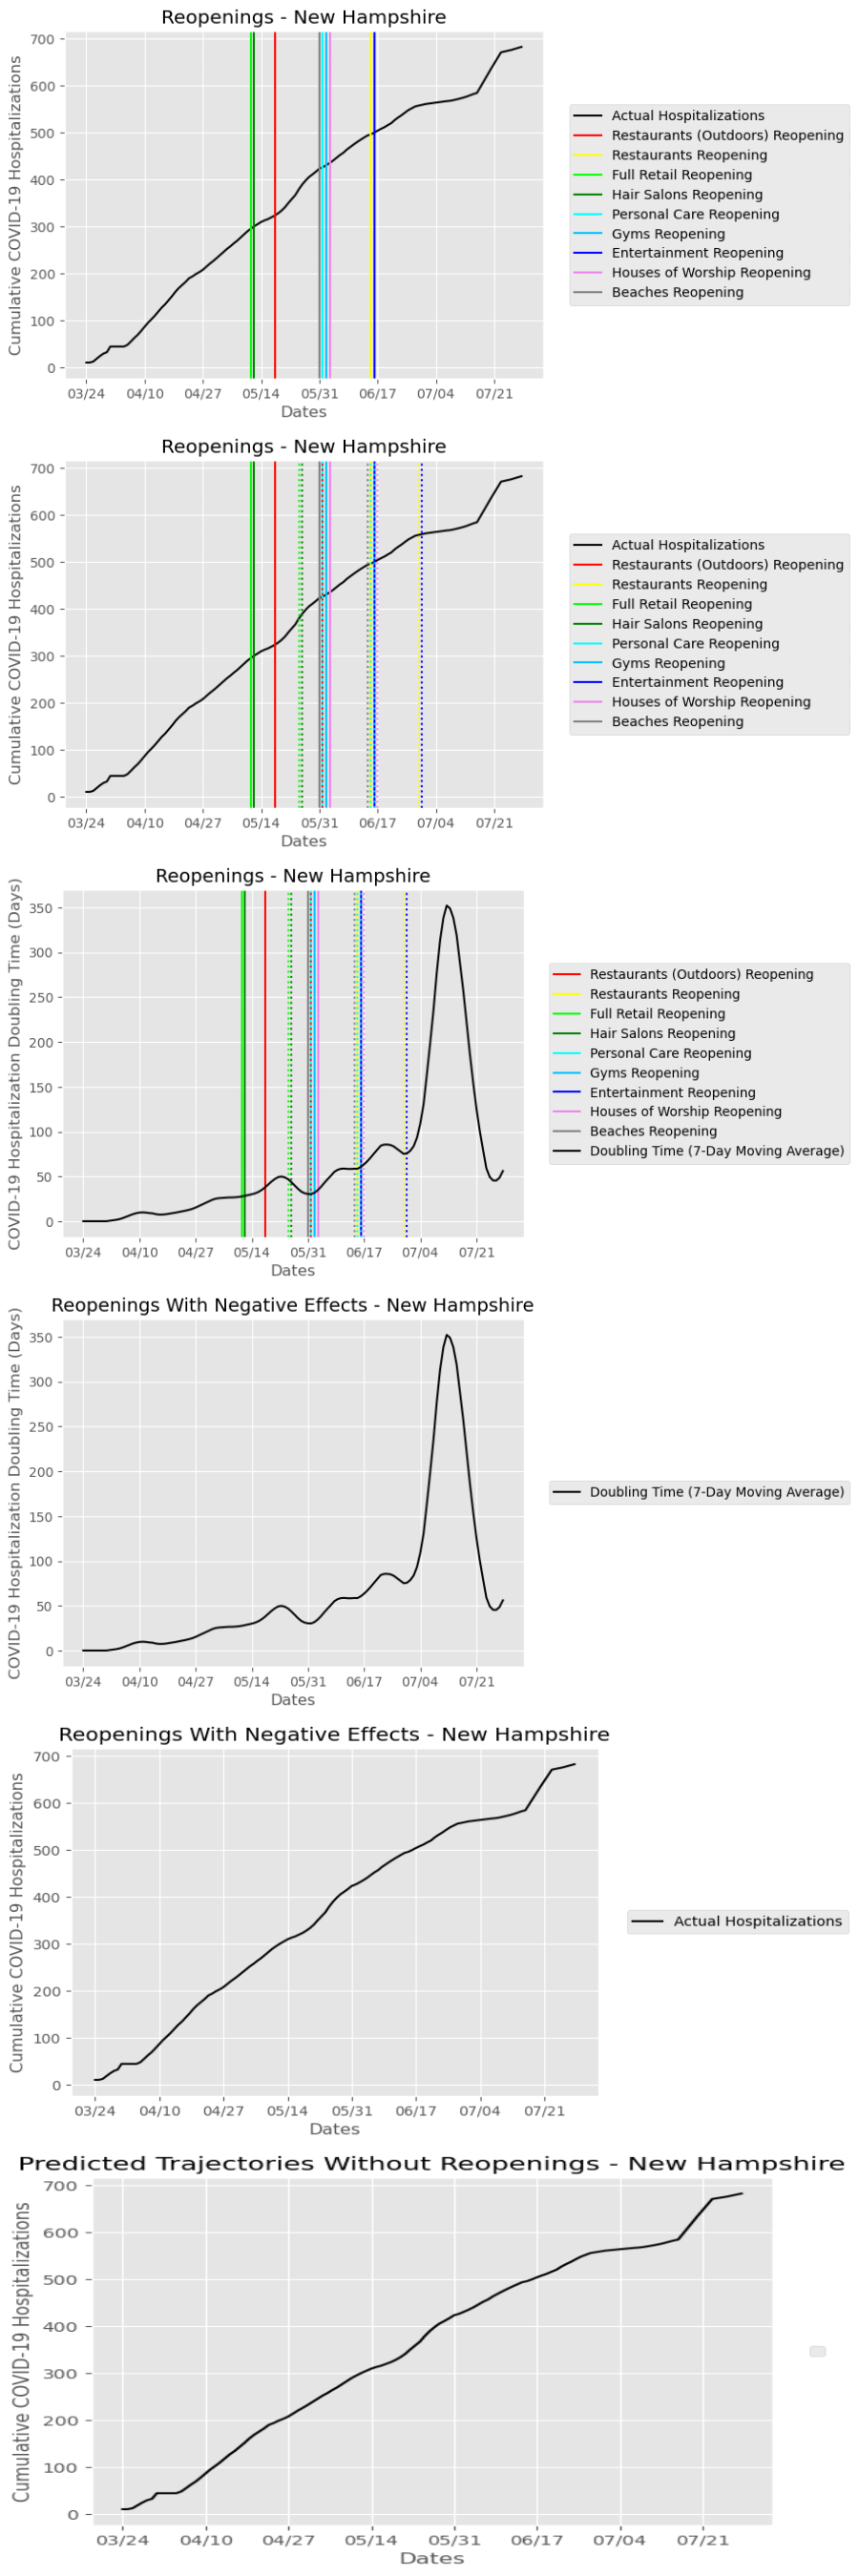 Reopenings - New Hampshire
Cumulative COVID-19 Hospitalizations
700
600
500
400
300
200
100
0
03/24 04/10 04/27 05/14 05/31 06/17 07/04 07/21
Dates
Actual Hospitalizations
Restaurants (Outdoors) Reopening
Restaurants Reopening
Full Retail Reopening
Hair Salons Reopening
Personal Care Reopening
Gyms Reopening
Entertainment Reopening
Houses of Worship Reopening
Beaches Reopening
Reopenings - New Hampshire
Cumulative COVID-19 Hospitalizations
700
600
500
400
300
200
100
0
03/24 04/10 04/27 05/14 05/31 06/17 07/04 07/21
Dates
Actual Hospitalizations
Restaurants (Outdoors) Reopening
Restaurants Reopening
Full Retail Reopening
Hair Salons Reopening
Personal Care Reopening
Gyms Reopening
Entertainment Reopening
Houses of Worship Reopening
Beaches Reopening
Reopenings - New Hampshire
COVID-19 Hospitalization Doubling Time (Days)
350
300
250
200
150
100
50
0
03/24 04/10 04/27 05/14 05/31 06/17 07/04 07/21
Dates
Restaurants (Outdoors) Reopening
Restaurants Reopening
Full Retail Reopening
Hair Salons Reopening
Personal Care Reopening
Gyms Reopening
Entertainment Reopening
Houses of Worship Reopening
Beaches Reopening
Doubling Time (7-Day Moving Average)
Reopenings With Negative Effects - New Hampshire
COVID-19 Hospitalization Doubling Time (Days)
350
300
250
200
150
100
50
0
03/24 04/10 04/27 05/14 05/31 06/17 07/04 07/21
Dates
Doubling Time (7-Day Moving Average)
Reopenings With Negative Effects - New Hampshire
Cumulative COVID-19 Hospitalizations
700
600
500
400
300
200
100
0
03/24 04/10 04/27 05/14 05/31 06/17 07/04 07/21
Dates
Actual Hospitalizations
Predicted Trajectories Without Reopenings - New Hampshire
Cumulative COVID-19 Hospitalizations
700
600
500
400
300
200
100
0
03/24 04/10 04/27 05/14 05/31 06/17 07/04 07/21
Dates